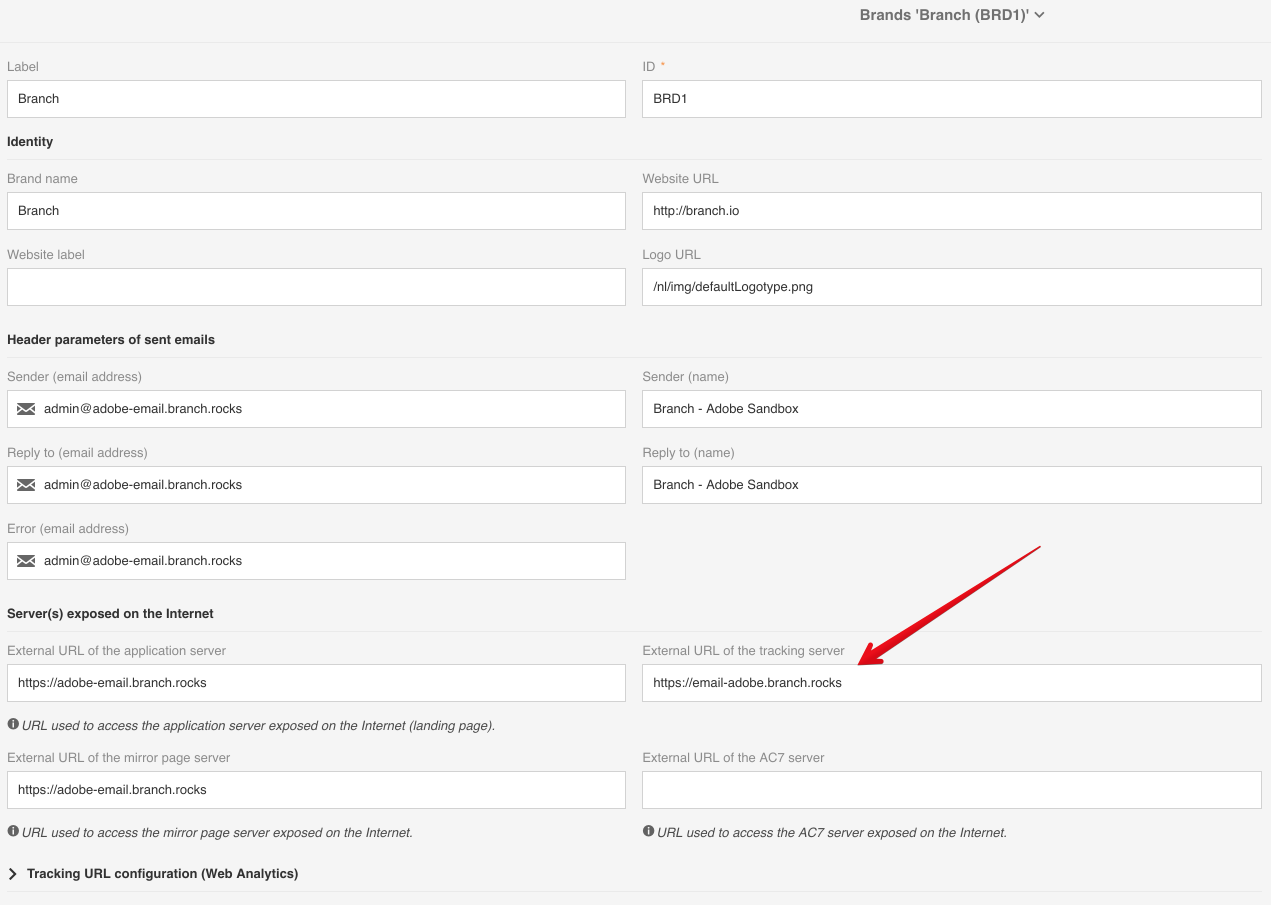 Brands 'Branch (BRD1)'
Label
ID *
Branch
BRD1
Identity
Brand name
Website URL
Branch
http://branch.io
Website label
Logo URL
/nl/img/defaultLogotype.png
Header parameters of sent emails
Sender (email address)
Sender (name)
admin@adobe-email.branch.rocks
Branch - Adobe Sandbox
Reply to (email address)
Reply to (name)
admin@adobe-email.branch.rocks
Branch - Adobe Sandbox
Error (email address)
admin@adobe-email.branch.rocks
Server(s) exposed on the Internet
External URL of the application server
External URL of the tracking server
https://adobe-email.branch.rocks
https://email-adobe.branch.rocks
URL used to access the application server exposed on the Internet (landing page).
External URL of the mirror page server
External URL of the AC7 server
https://adobe-email.branch.rocks
URL used to access the mirror page server exposed on the Internet.
URL used to access the AC7 server exposed on the Internet.
Tracking URL configuration (Web Analytics)